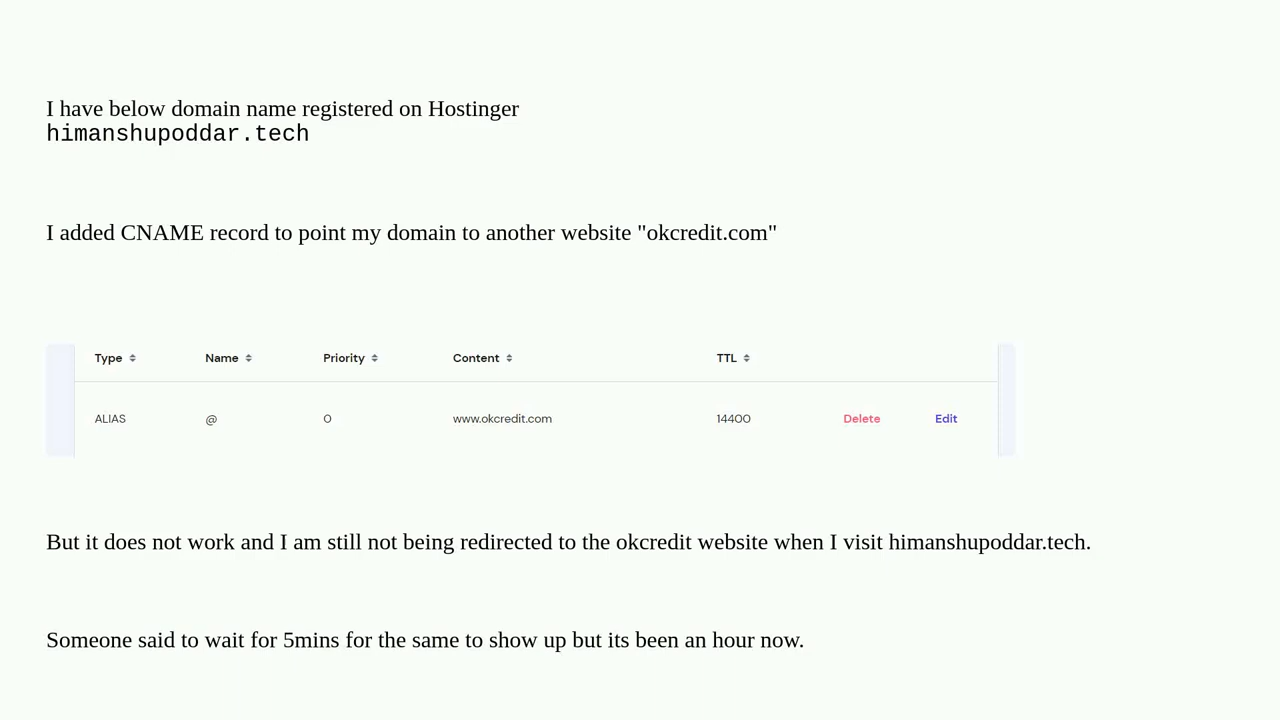 I have below domain name registered on Hostinger
himanshupoddar.tech
I added CNAME record to point my domain to another website "okcredit.com"
Type Name Priority Content TTL
ALIAS @ 0 www.okcredit.com 14400 Delete Edit
But it does not work and I am still not being redirected to the okcredit website when I visit himanshupoddar.tech.
Someone said to wait for 5mins for the same to show up but its been an hour now.